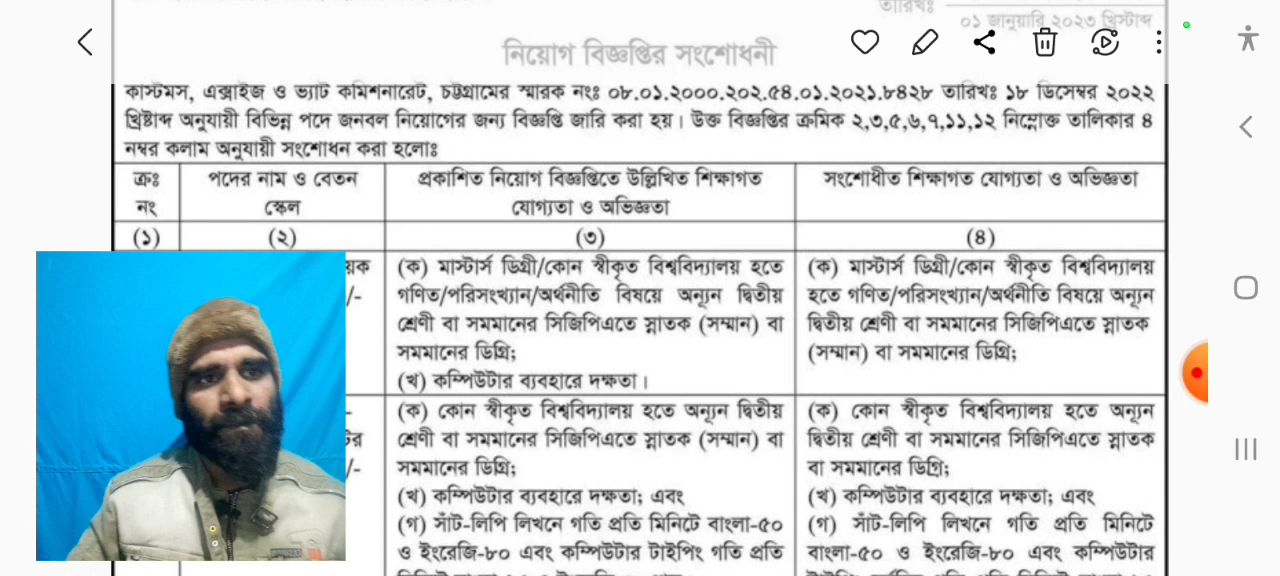 তারিখঃ
০১ জানুয়ারি ২০২৩ খ্রিস্টাব্দ
নিয়োগ বিজ্ঞপ্তির সংশোধনী
কাস্টমস, এক্সাইজ ও ভ্যাট কমিশনারেট, চট্টগ্রামের স্মারক নংঃ ০৮.০১.২০০০.২০২.৫৪.০১.২০২১.৮৪২৮ তারিখঃ ১৮ ডিসেম্বর ২০২২
খ্রিষ্টাব্দ অনুযায়ী বিভিন্ন পদে জনবল নিয়োগের জন্য বিজ্ঞপ্তি জারি করা হয়। উক্ত বিজ্ঞপ্তির ক্রমিক ২,৩,৫,৬,৭,১১,১২ নিম্নোক্ত তালিকার ৪
নম্বর কলাম অনুযায়ী সংশোধন করা হলোঃ
ক্রঃ
নং
পদের নাম ও বেতন
স্কেল
প্রকাশিত নিয়োগ বিজ্ঞপ্তিতে উল্লিখিত শিক্ষাগত
যোগ্যতা ও অভিজ্ঞতা
সংশোধীত শিক্ষাগত যোগ্যতা ও অভিজ্ঞতা
(১)
(২)
(৩)
(৪)
য়ক
/-
(ক) মাস্টার্স ডিগ্রী/কোন স্বীকৃত বিশ্ববিদ্যালয় হতে
গণিত/পরিসংখ্যান/অর্থনীতি বিষয়ে অন্যূন দ্বিতীয়
শ্রেণী বা সমমানের সিজিপিএতে স্নাতক (সম্মান) বা
সমমানের ডিগ্রি;
(খ) কম্পিউটার ব্যবহারে দক্ষতা।
(ক) মাস্টার্স ডিগ্রী/কোন স্বীকৃত বিশ্ববিদ্যালয়
হতে গণিত/পরিসংখ্যান/অর্থনীতি বিষয়ে অন্যূন
দ্বিতীয় শ্রেণী বা সমমানের সিজিপিএতে স্নাতক
(সম্মান) বা সমমানের ডিগ্রি;
-
টর
/-
(ক) কোন স্বীকৃত বিশ্ববিদ্যালয় হতে অন্যূন দ্বিতীয়
শ্রেণী বা সমমানের সিজিপিএতে স্নাতক (সম্মান) বা
সমমানের ডিগ্রি;
(খ) কম্পিউটার ব্যবহারে দক্ষতা; এবং
(গ) সাঁট-লিপি লিখনে গতি প্রতি মিনিটে বাংলা-৫০
ও ইংরেজি-৮০ এবং কম্পিউটার টাইপিং গতি প্রতি
(ক) কোন স্বীকৃত বিশ্ববিদ্যালয় হতে অন্যূন
দ্বিতীয় শ্রেণী বা সমমানের সিজিপিএতে স্নাতক
বা সমমানের ডিগ্রি;
(খ) কম্পিউটার ব্যবহারে দক্ষতা; এবং
(গ) সাঁট-লিপি লিখনে গতি প্রতি মিনিটে
বাংলা-৫০ ও ইংরেজি-৮০ এবং কম্পিউটার